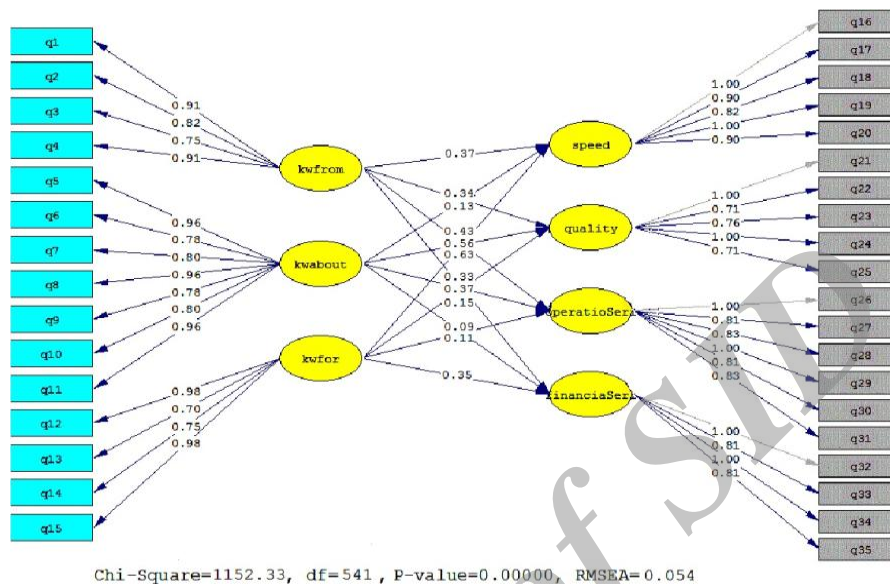 q1
q2
q3
q4
q5
q6
q7
q8
q9
q10
q11
q12
q13
q14
q15
0.91
0.82
0.75
0.91
0.96
0.78
0.80
0.96
0.78
0.80
0.96
0.98
0.70
0.75
0.98
kwfrom
kwabout
kwfor
0.37
0.34
0.13
0.43
0.56
0.63
0.33
0.37
0.15
0.09
0.11
0.35
speed
quality
peratioSeri
inanciaSeri
1.00
0.90
0.82
1.00
0.90
1.00
0.71
0.76
1.00
0.71
1.00
0.81
0.83
1.00
0.81
0.83
1.00
0.81
1.00
0.81
q16
q17
q18
q19
q20
q21
q22
q23
q24
q25
q26
q27
q28
q29
q30
q31
q32
q33
q34
q35
Chi-Square=1152.33, df=541, P-value=0.00000, RMSEA=0.054
of SID